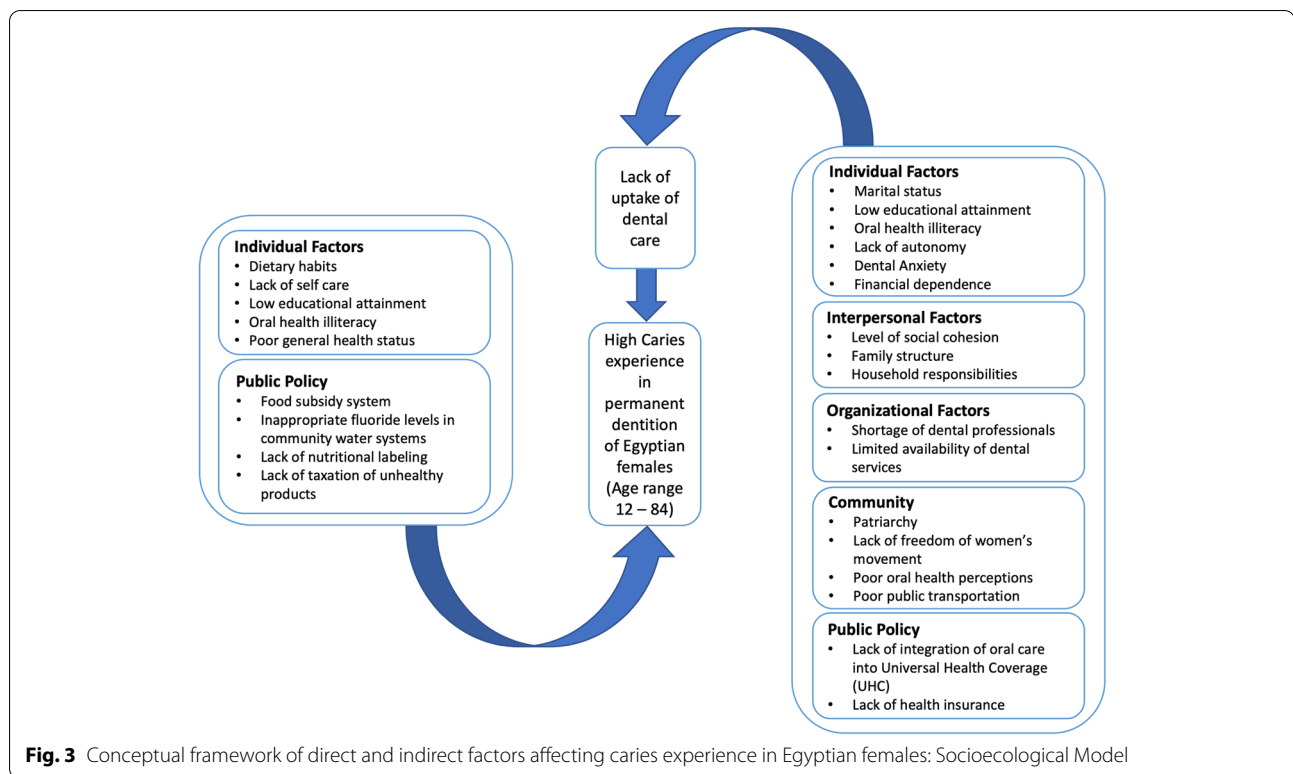 Individual Factors
• Dietary habits
• Lack of self care
• Low educational attainment
• Oral health illiteracy
• Poor general health status
Public Policy
• Food subsidy system
• Inappropriate fluoride levels in
community water systems
• Lack of nutritional labeling
• Lack of taxation of unhealthy
products
Lack of
uptake of
dental
care
High Caries
experience
in
permanent
dentition
of Egyptian
females
(Age range
12 – 84)
Individual Factors
• Marital status
• Low educational attainment
• Oral health illiteracy
• Lack of autonomy
• Dental Anxiety
• Financial dependence
Interpersonal Factors
• Level of social cohesion
• Family structure
• Household responsibilities
Organizational Factors
• Shortage of dental professionals
• Limited availability of dental
services
Community
• Patriarchy
• Lack of freedom of women’s
movement
• Poor oral health perceptions
• Poor public transportation
Public Policy
• Lack of integration of oral care
into Universal Health Coverage
(UHC)
• Lack of health insurance
Fig. 3 Conceptual framework of direct and indirect factors affecting caries experience in Egyptian females: Socioecological Model